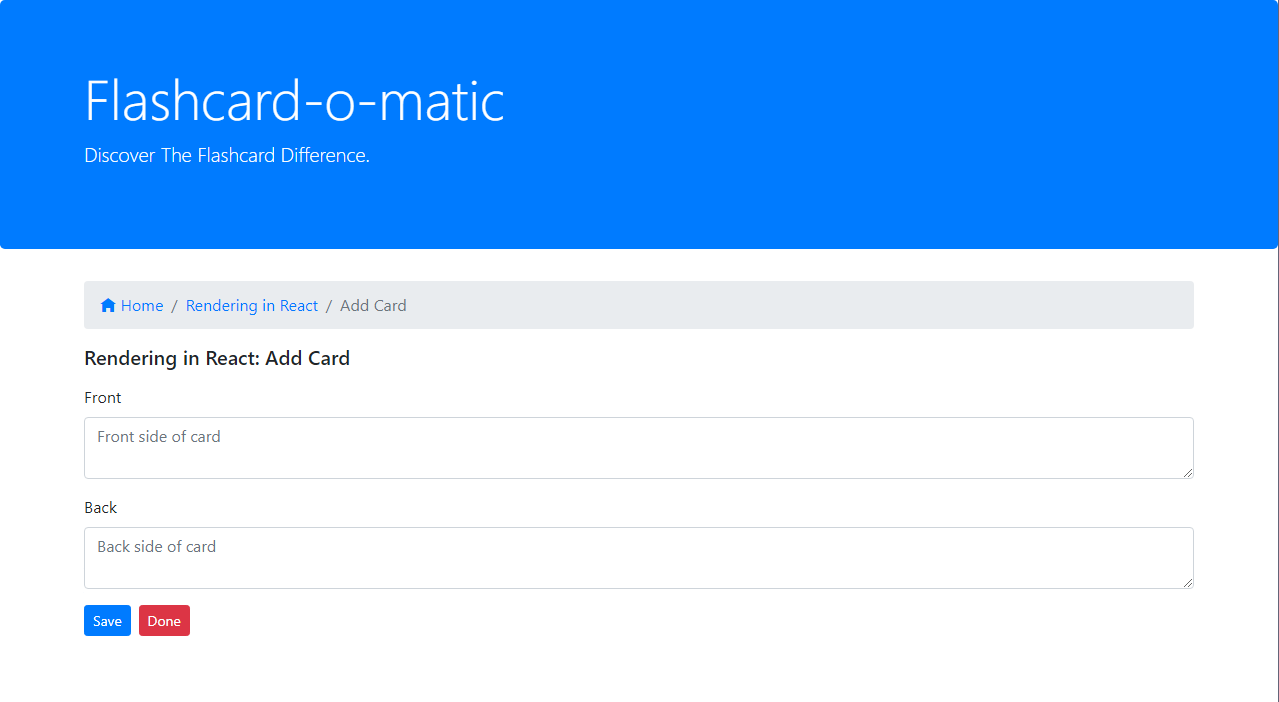 Flashcard-o-matic
Discover The Flashcard Difference.
Home / Rendering in React / Add Card
Rendering in React: Add Card
Front
Front side of card
Back
Back side of card
Save Done